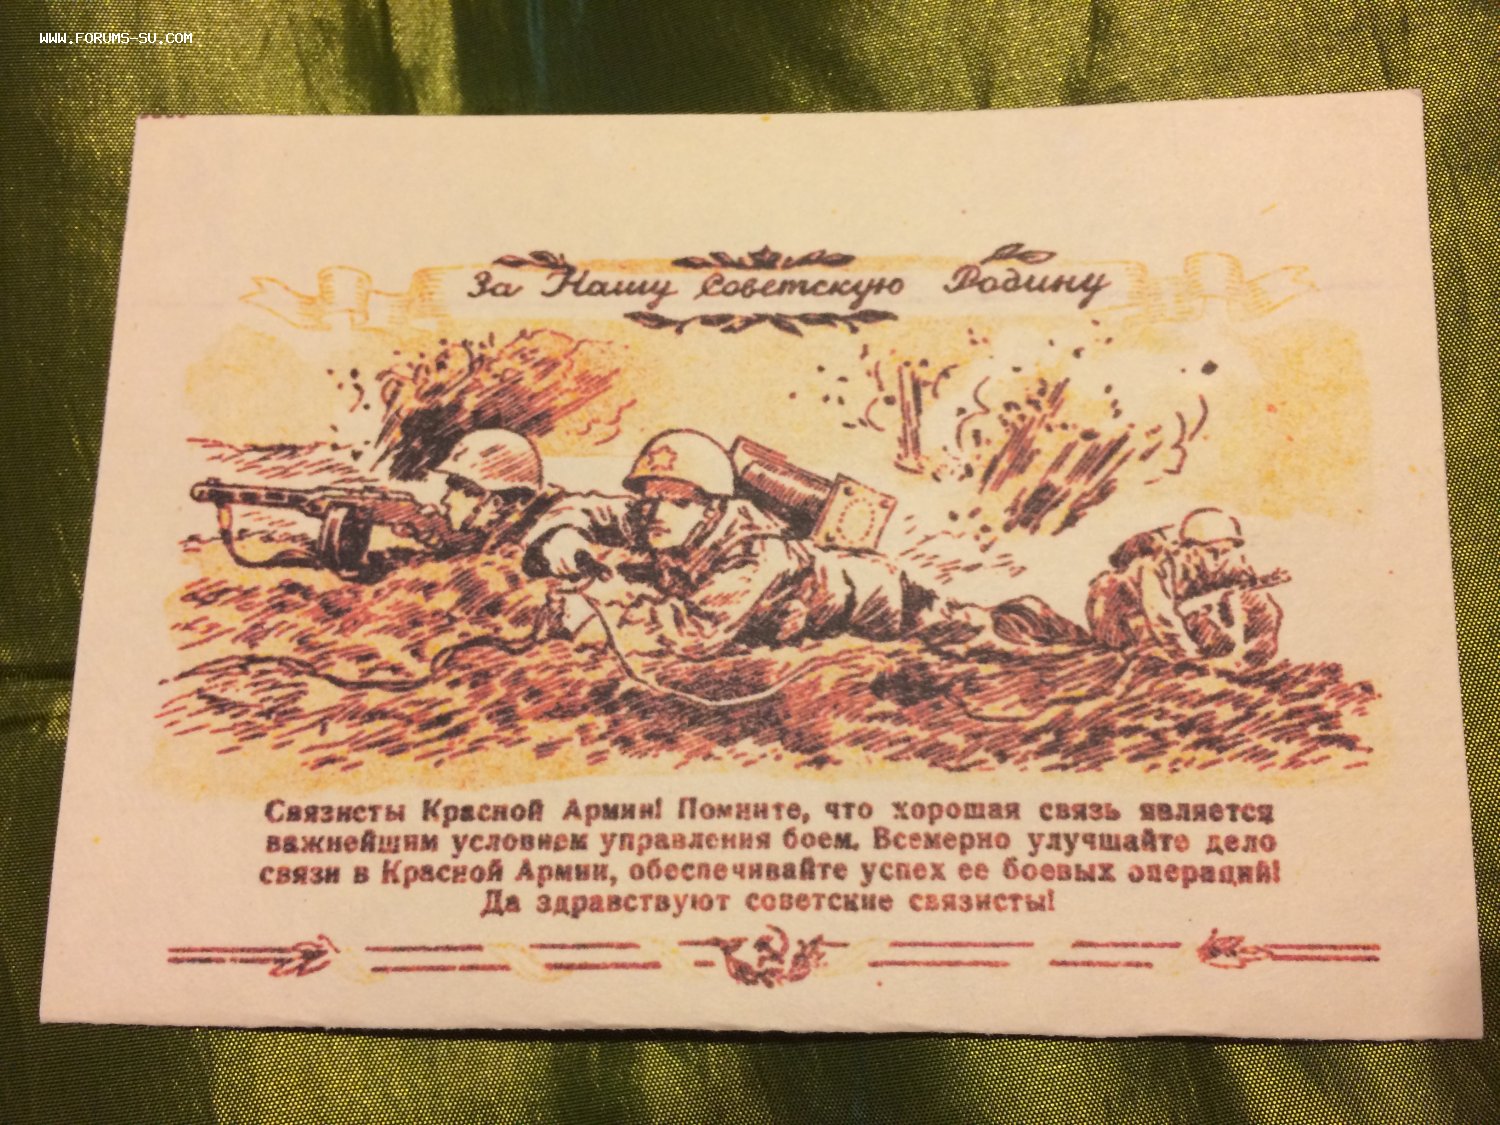 WWW.FORUMS-SU.COM
За Нашу Советскую Родину
Связисты Красной Армии! Помните, что хорошая связь является
важнейшим условием управления боем. Всемерно улучшайте дело
связи в Красной Армии, обеспечивайте успех ее боевых операций!
Да здравствуют советские связисты!